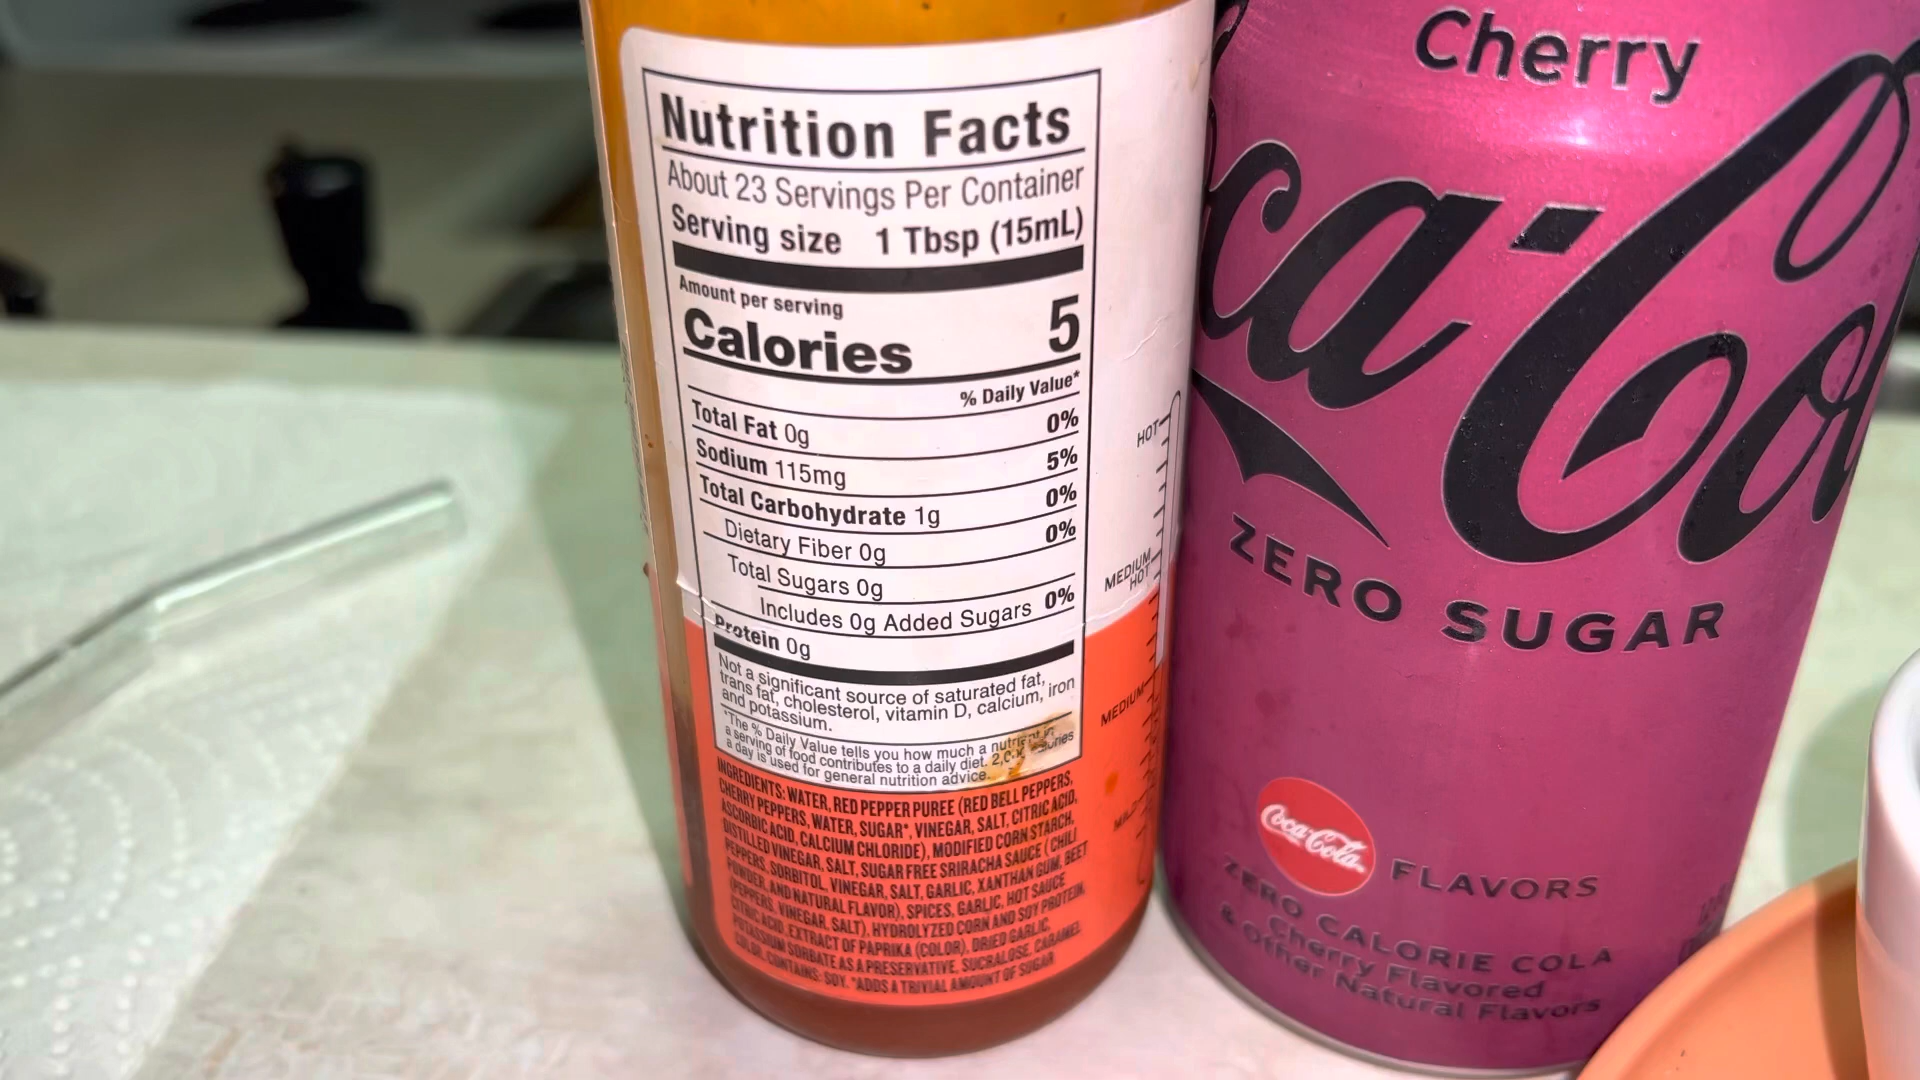 Nutrition Facts
About 23 Servings Per Container
Serving size 1 Tbsp (15mL)
Amount per serving
Calories 5
% Daily Value*
Total Fat 0g 0%
Sodium 115mg 5%
Total Carbohydrate 1g 0%
Dietary Fiber 0g 0%
Total Sugars 0g
Includes 0g Added Sugars 0%
Protein 0g
Not a significant source of saturated fat,
trans fat, cholesterol, vitamin D, calcium, iron
and potassium.
*The % Daily Value tells you how much a nutrient in
a serving of food contributes to a daily diet. calories
a day is used for general nutrition advice.
INGREDIENTS: WATER, RED PEPPER PUREE (RED BELL PEPPERS,
CHERRY PEPPERS, WATER, SUGAR*, VINEGAR, SALT, CITRIC ACID,
ASCORBIC ACID, CALCIUM CHLORIDE), MODIFIED CORN STARCH,
DISTILLED VINEGAR, SALT, SUGAR FREE SRIRACHA SAUCE (CHILI
PEPPERS, SORBITOL, VINEGAR, SALT, GARLIC, XANTHAN GUM, BEET
POWDER, AND NATURAL FLAVOR), SPICES, GARLIC, HOT SAUCE
(PEPPERS, VINEGAR, SALT), HYDROLYZED CORN AND SOY PROTEIN,
CITRIC ACID, EXTRACT OF PAPRIKA (COLOR), DRIED GARLIC,
POTASSIUM SORBATE AS A PRESERVATIVE, SUCRALOSE, CARAMEL
COLOR. CONTAINS: SOY. *ADDS A TRIVIAL AMOUNT OF SUGAR
HOT
MEDIUM
HOT
MEDIUM
Cherry
ca-Col
ZERO SUGAR
Coca-Cola
FLAVORS
ZERO CALORIE COLA
Cherry Flavored
& Other Natural Flavors